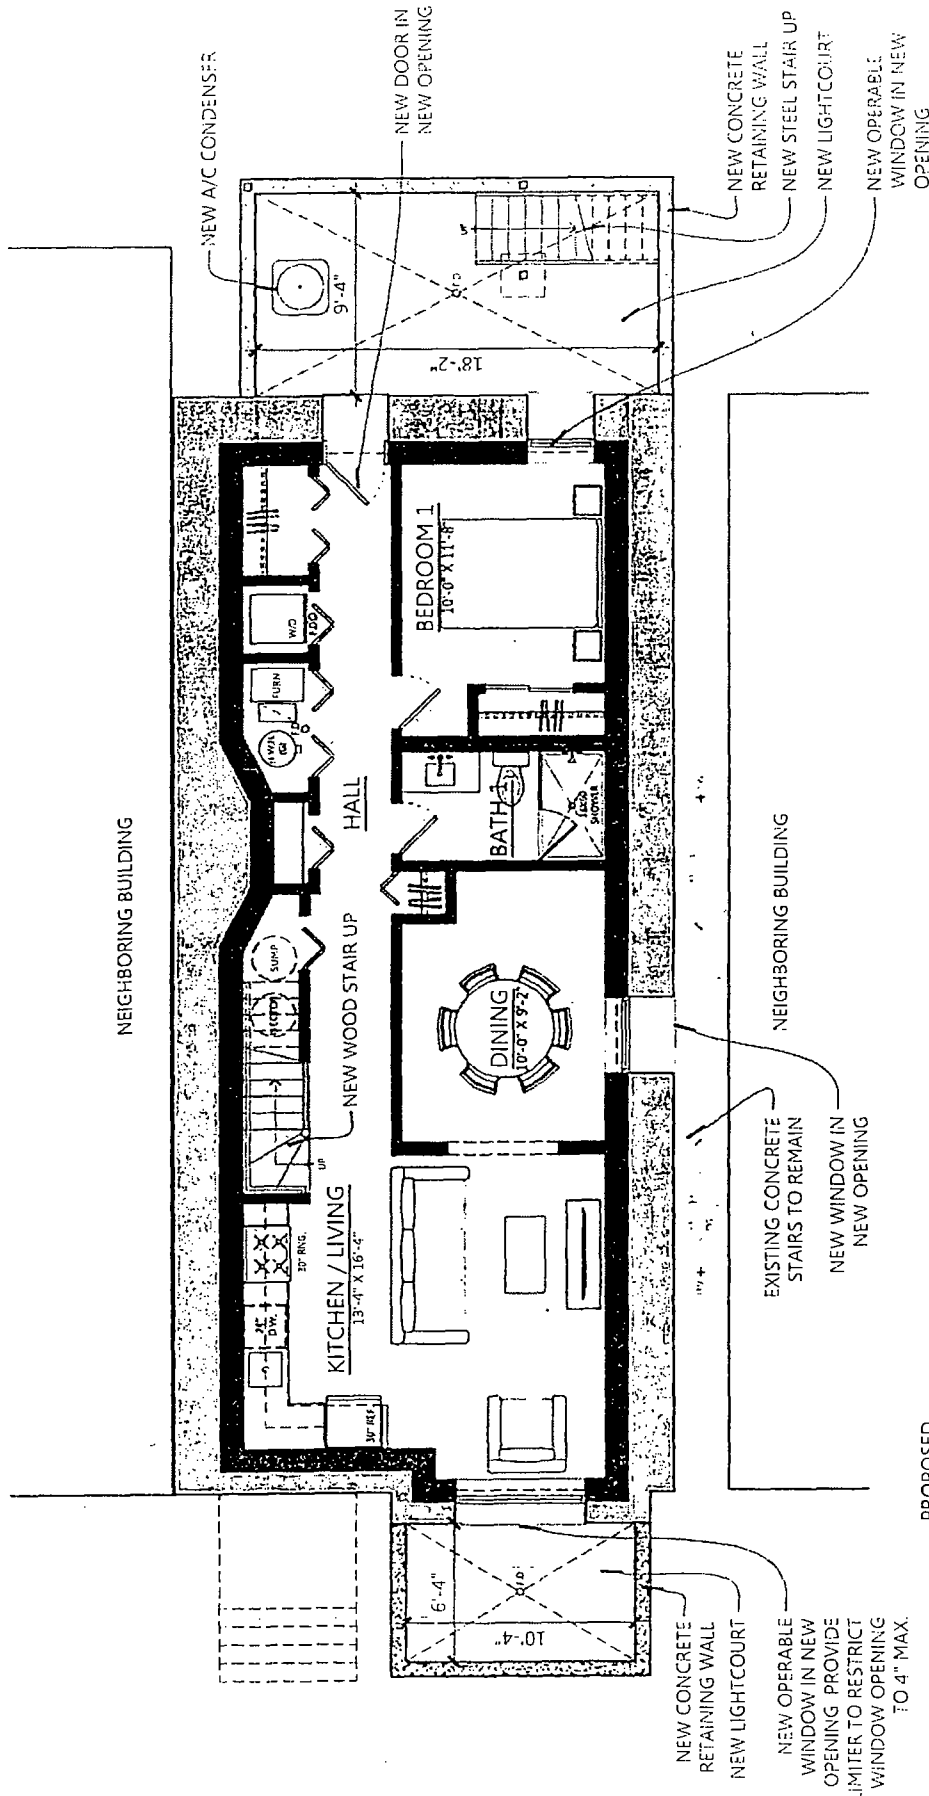 NEIGHBORING BUILDING
NEW A/C CONDENSER
NEW DOOR IN
NEW OPENING
9'-4"
18'-2"
UP
NEW CONCRETE
RETAINING WALL
NEW STEEL STAIR UP
NEW LIGHTCOURT
NEW OPERABLE
WINDOW IN NEW
OPENING
W/D
FURN
SUMP
EJECTOR
UP
NEW WOOD STAIR UP
HALL
BEDROOM 1
10'-0" X 11'-8"
BATH 1
SHOWER
DINING
10'-0" X 9'-2"
KITCHEN / LIVING
13'-4" X 16'-4"
30" RNG.
24"
DW.
30" REF.
6'-4"
10'-4"
NEW CONCRETE
RETAINING WALL
NEW LIGHTCOURT
NEW OPERABLE
WINDOW IN NEW
OPENING PROVIDE
LIMITER TO RESTRICT
WINDOW OPENING
TO 4" MAX.
EXISTING CONCRETE
STAIRS TO REMAIN
NEW WINDOW IN
NEW OPENING
NEIGHBORING BUILDING
PROPOSED